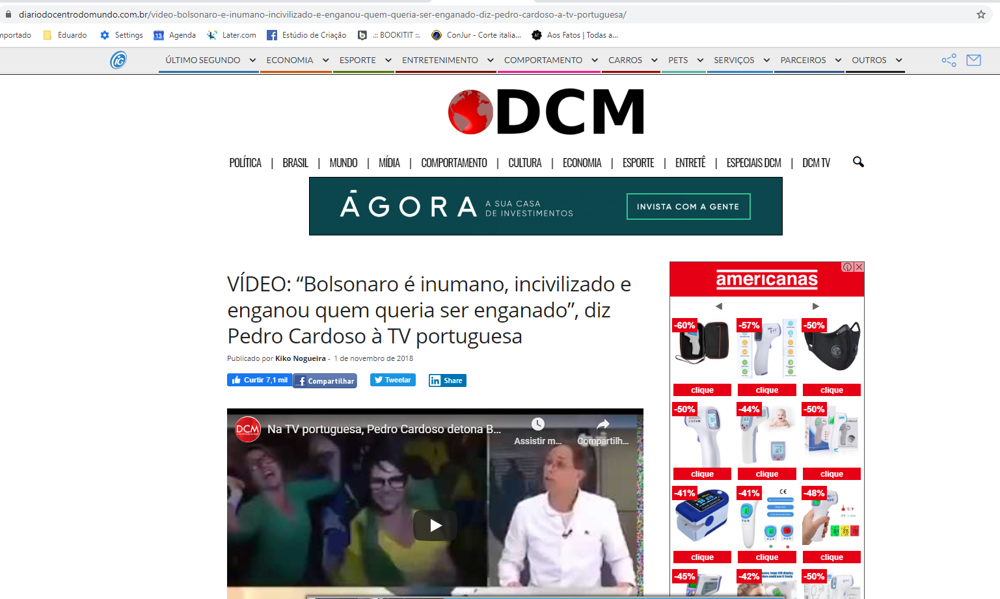 diariodocentrodomundo.com.br/video-bolsonaro-e-inumano-incivilizado-e-enganou-quem-queria-ser-enganado-diz-pedro-cardoso-a-tv-portuguesa/
mportado Eduardo Settings 13 Agenda Later.com Estúdio de Criação .:: BOOKITIT ::. ConJur - Corte italia... Aos Fatos | Todas a...
iG ÚLTIMO SEGUNDO ECONOMIA ESPORTE ENTRETENIMENTO COMPORTAMENTO CARROS PETS SERVIÇOS PARCEIROS OUTROS
DCM
POLÍTICA | BRASIL | MUNDO | MÍDIA | COMPORTAMENTO | CULTURA | ECONOMIA | ESPORTE | ENTRETÊ | ESPECIAIS DCM | DCM TV
ÁGORA A SUA CASA
DE INVESTIMENTOS
INVISTA COM A GENTE
VÍDEO: “Bolsonaro é inumano, incivilizado e
enganou quem queria ser enganado”, diz
Pedro Cardoso à TV portuguesa
Publicado por Kiko Nogueira - 1 de novembro de 2018
Curtir 7,1 mil Compartilhar Tweetar in Share
DCM Na TV portuguesa, Pedro Cardoso detona B...
Assistir m... Compartilh...
americanas
-60% -57% -50%
clique clique clique
-50% -44% -50%
clique clique clique
-41% -41% -48%
CE
°C/°F
clique clique clique
-45% -42% -50%